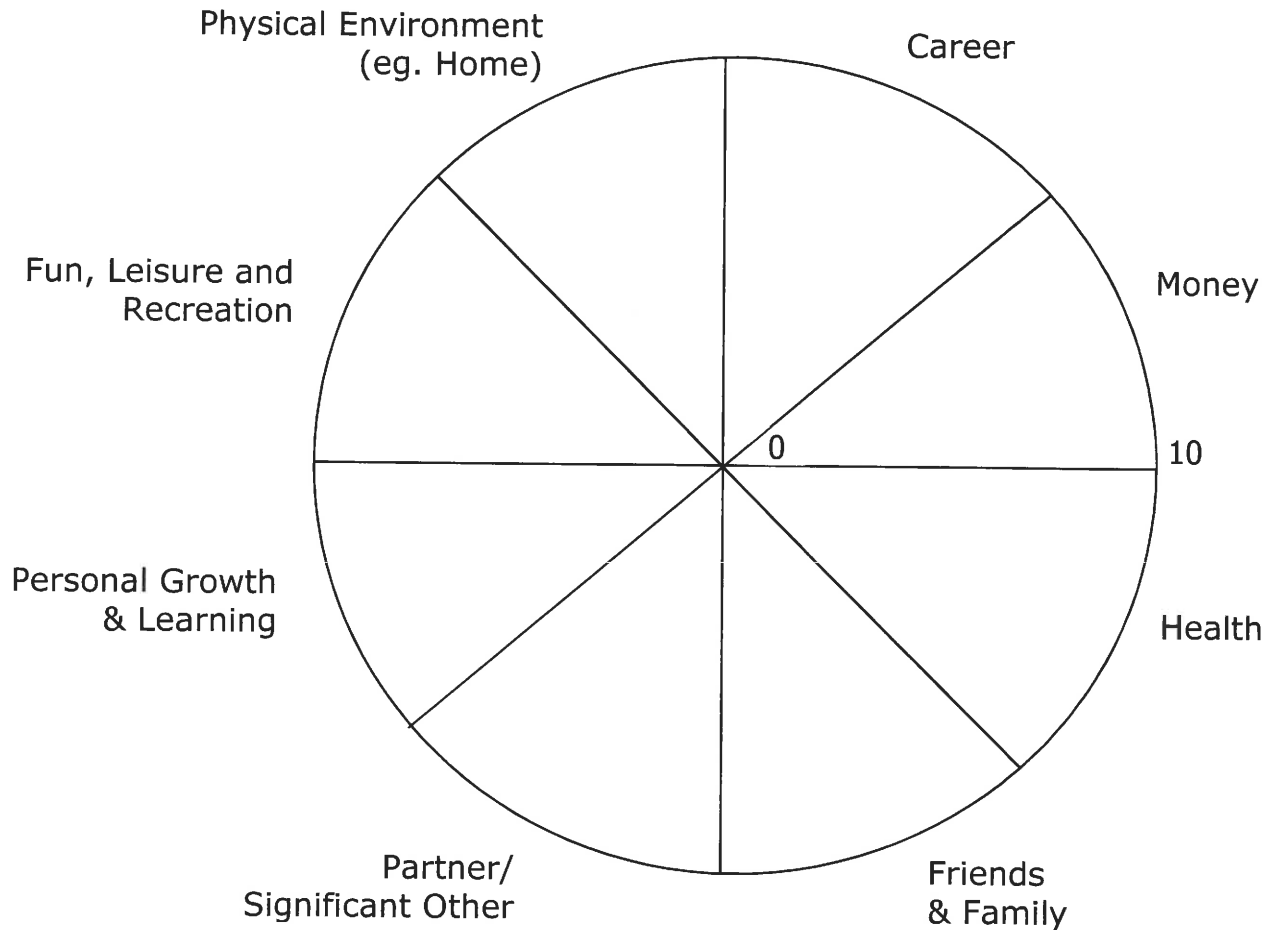 Physical Environment
(eg. Home)
Career
Fun, Leisure and
Recreation
Money
0
10
Personal Growth
& Learning
Health
Partner/
Significant Other
Friends
& Family